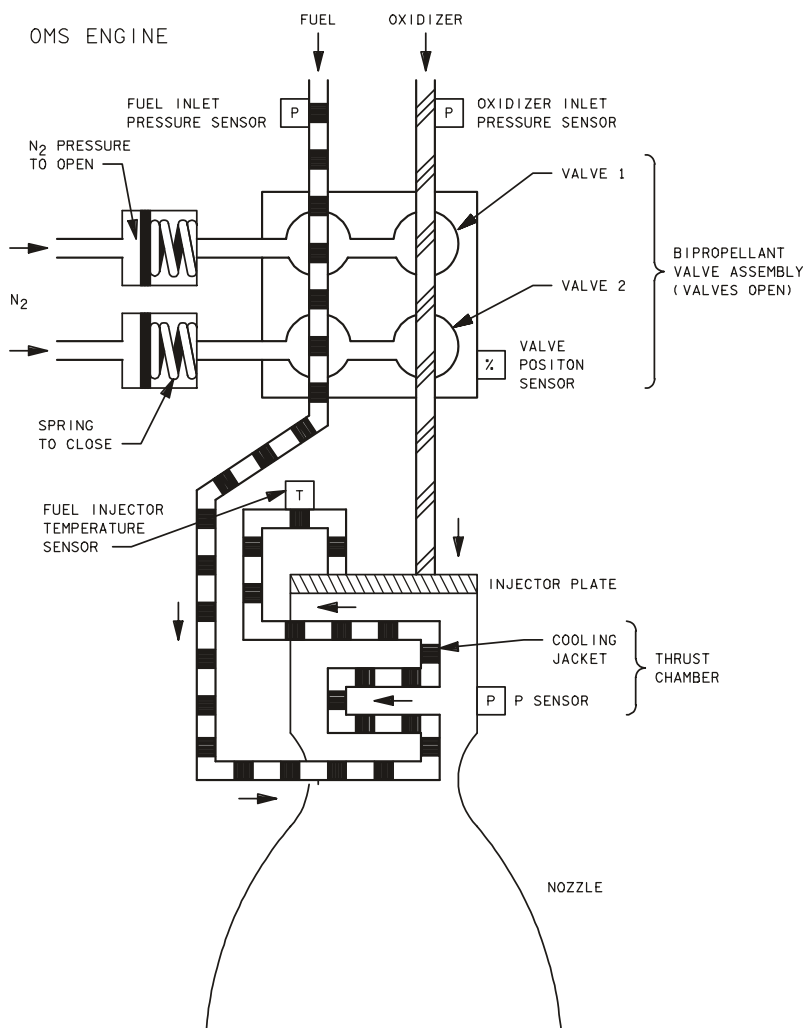 OMS ENGINE
FUEL
OXIDIZER
FUEL INLET
PRESSURE SENSOR
P
P
OXIDIZER INLET
PRESSURE SENSOR
N2 PRESSURE
TO OPEN
VALVE 1
BIPROPELLANT
VALVE ASSEMBLY
(VALVES OPEN)
N2
VALVE 2
%
VALVE
POSITON
SENSOR
SPRING
TO CLOSE
T
FUEL INJECTOR
TEMPERATURE
SENSOR
INJECTOR PLATE
COOLING
JACKET
THRUST
CHAMBER
P
P SENSOR
NOZZLE